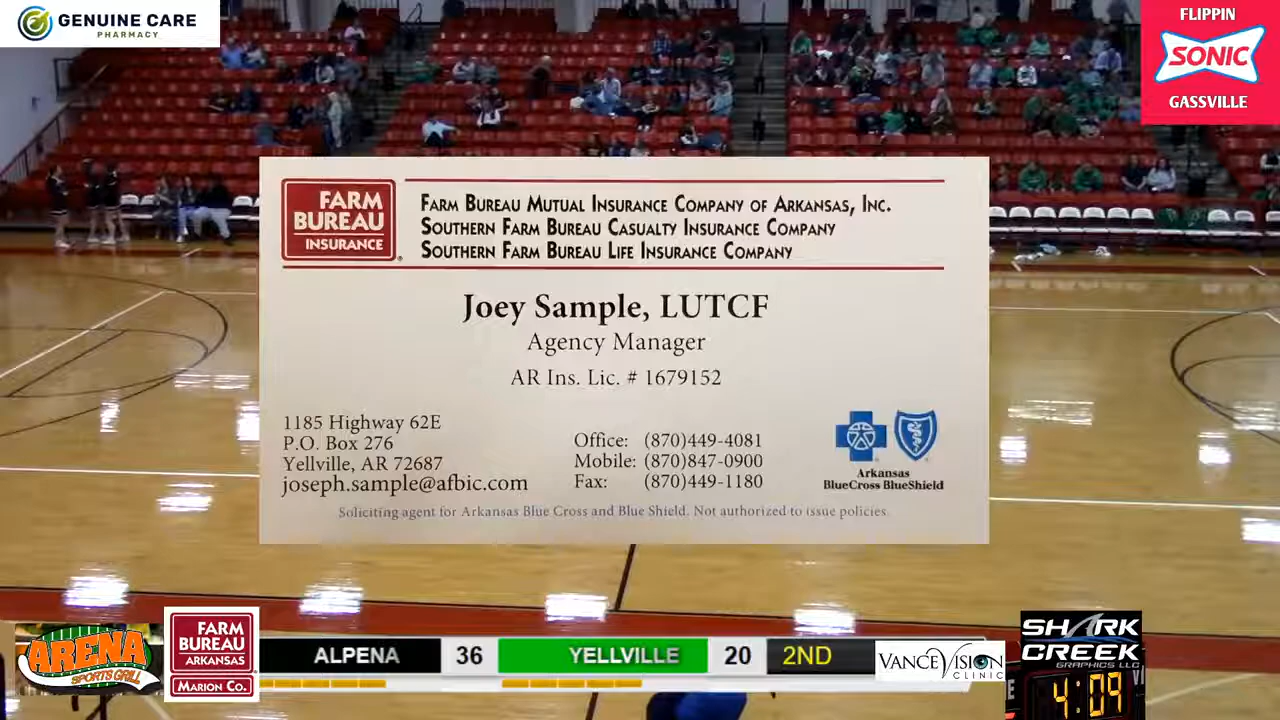 GENUINE CARE
PHARMACY
FLIPPIN
SONIC
GASSVILLE
FARM
BUREAU
INSURANCE
FARM BUREAU MUTUAL INSURANCE COMPANY OF ARKANSAS, INC.
SOUTHERN FARM BUREAU CASUALTY INSURANCE COMPANY
SOUTHERN FARM BUREAU LIFE INSURANCE COMPANY
Joey Sample, LUTCF
Agency Manager
AR Ins. Lic. # 1679152
1185 Highway 62E
P.O. Box 276
Yellville, AR 72687
joseph.sample@afbic.com
Office: (870)449-4081
Mobile: (870)847-0900
Fax: (870)449-1180
Arkansas
BlueCross BlueShield
Soliciting agent for Arkansas Blue Cross and Blue Shield. Not authorized to issue policies.
ARENA
SPORTS GRILL
FARM
BUREAU
ARKANSAS
MARION CO.
ALPENA 36 YELLVILLE 20 2ND
VANCE VISION
CLINIC
SHARK
CREEK
GRAPHICS LLC
4:09